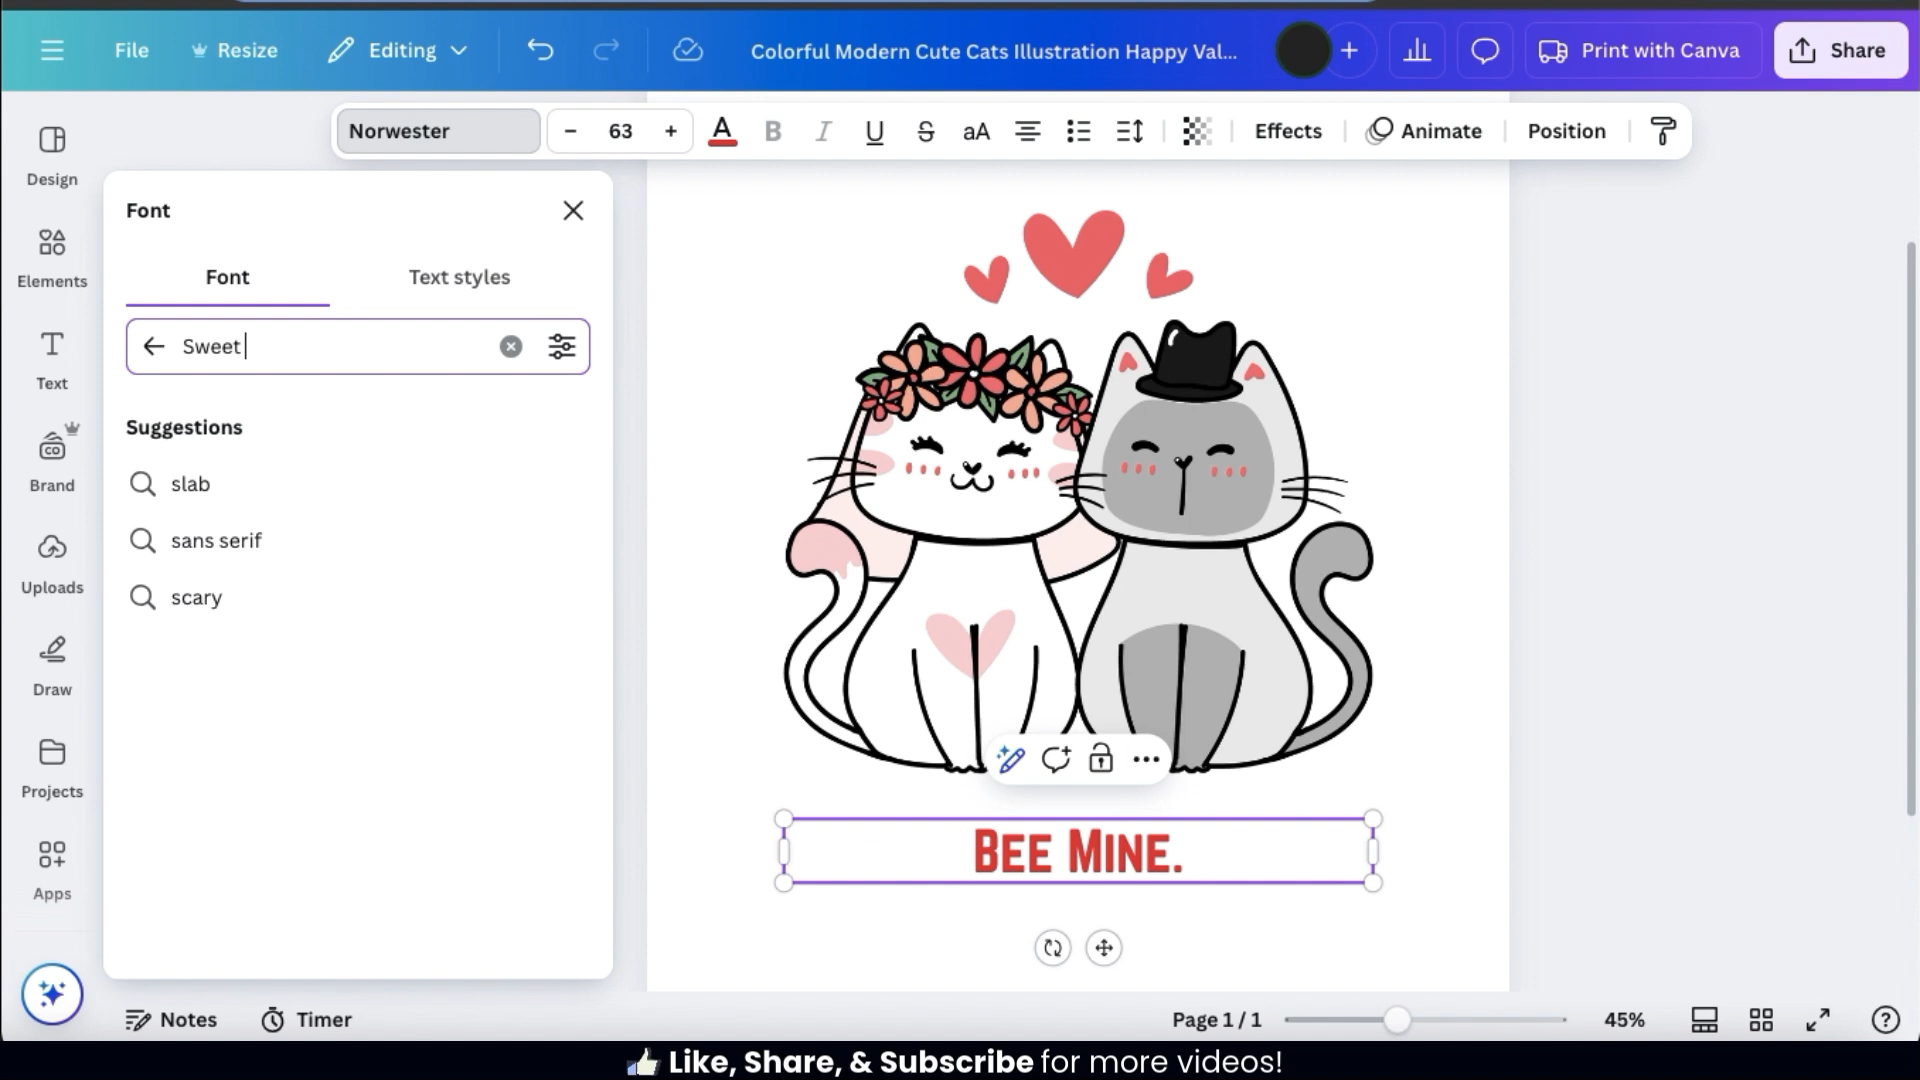 File
Resize
Editing
Colorful Modern Cute Cats Illustration Happy Val...
Print with Canva
Share
Norwester
63
A
B
I
U
S
aA
Effects
Animate
Position
Design
Elements
Text
Brand
Uploads
Draw
Projects
Apps
Font
Font
Text styles
Sweet
Suggestions
slab
sans serif
scary
CO
BEE MINE.
Notes
Timer
Page 1 / 1
45%
Like, Share, & Subscribe for more videos!